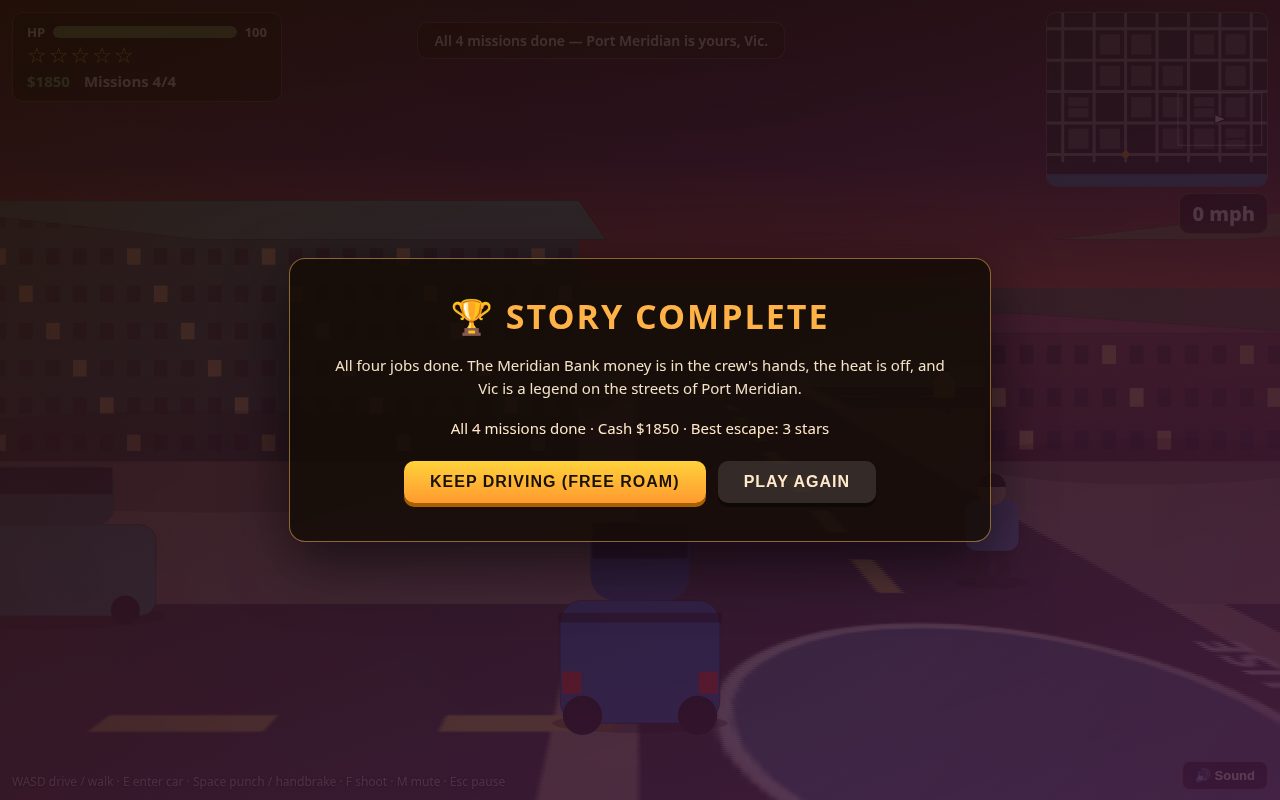 HP 100
All 4 missions done — Port Meridian is yours, Vic.
$1850 Missions 4/4
0 mph
🏆 STORY COMPLETE
All four jobs done. The Meridian Bank money is in the crew's hands, the heat is off, and
Vic is a legend on the streets of Port Meridian.
All 4 missions done · Cash $1850 · Best escape: 3 stars
KEEP DRIVING (FREE ROAM) PLAY AGAIN
WASD drive / walk · E enter car · Space punch / handbrake · F shoot · M mute · Esc pause
🔊 Sound